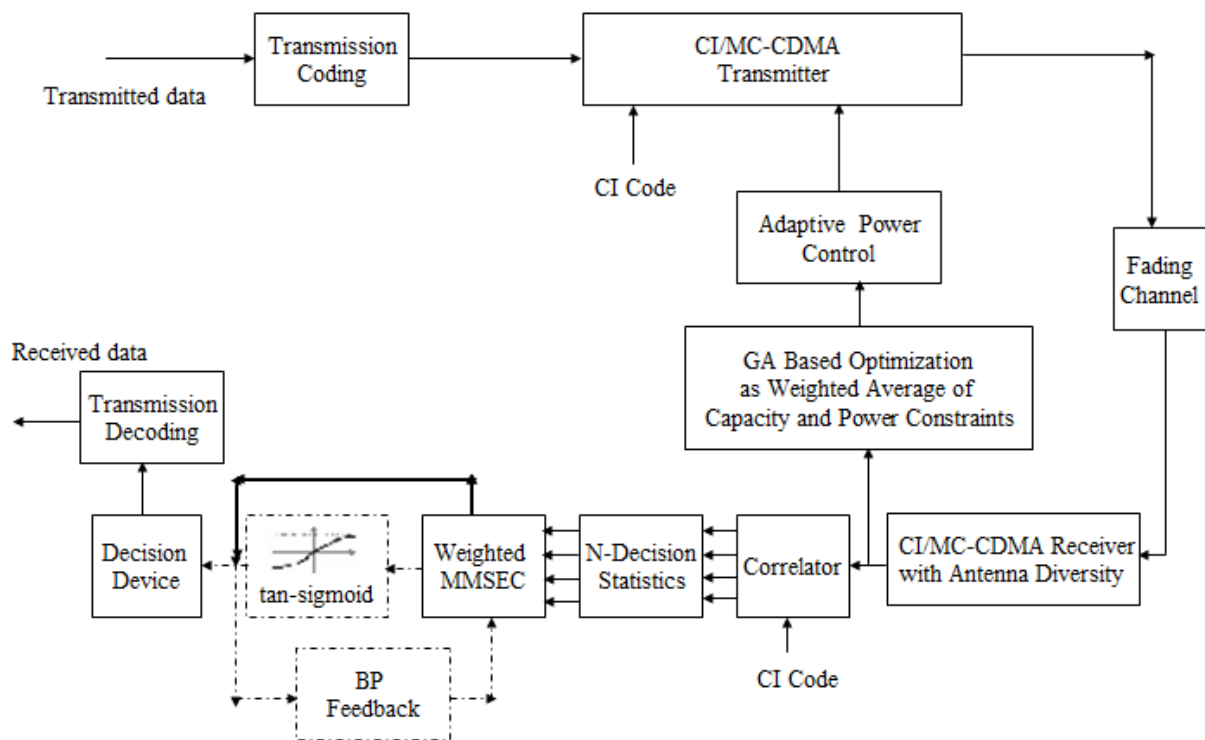 Transmission
Coding
Transmitted data
CI/MC-CDMA
Transmitter
CI Code
Adaptive Power
Control
Fading
Channel
GA Based Optimization
as Weighted Average of
Capacity and Power Constraints
Received data
Transmission
Decoding
Decision
Device
tan-sigmoid
Weighted
MMSEC
N-Decision
Statistics
Correlator
CI/MC-CDMA Receiver
with Antenna Diversity
BP
Feedback
CI Code